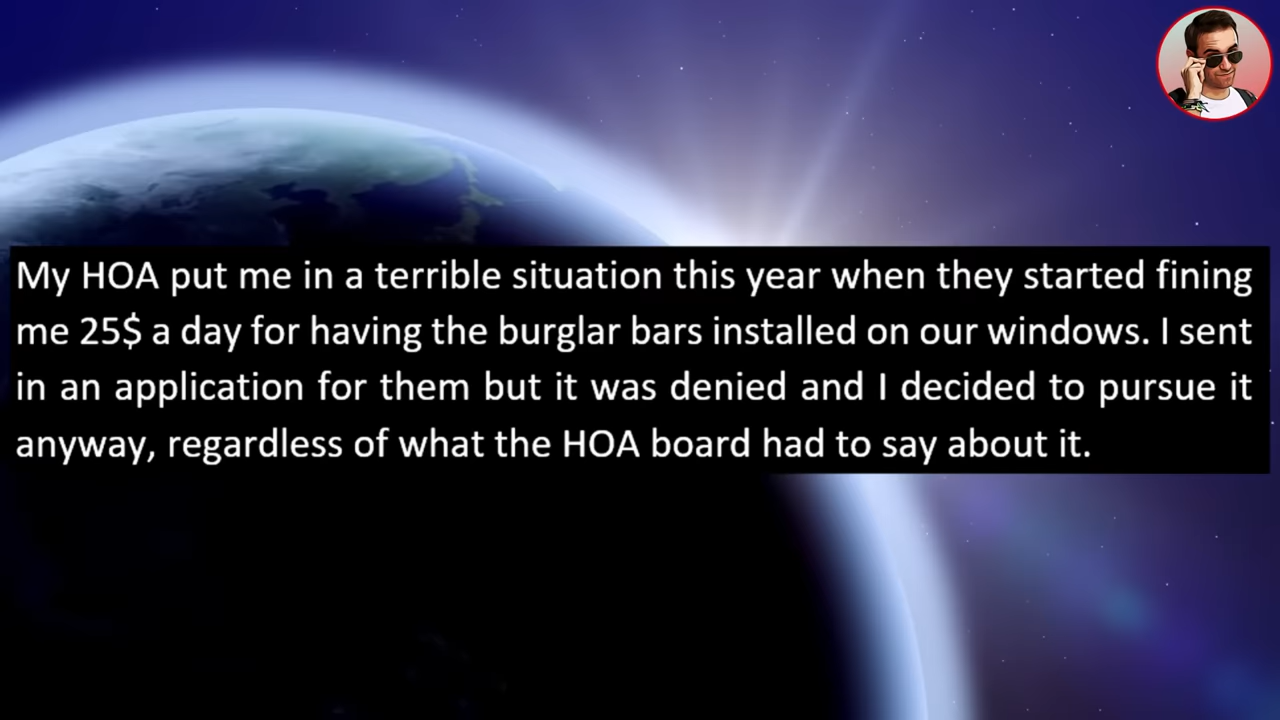 My HOA put me in a terrible situation this year when they started fining
me 25$ a day for having the burglar bars installed on our windows. I sent
in an application for them but it was denied and I decided to pursue it
anyway, regardless of what the HOA board had to say about it.